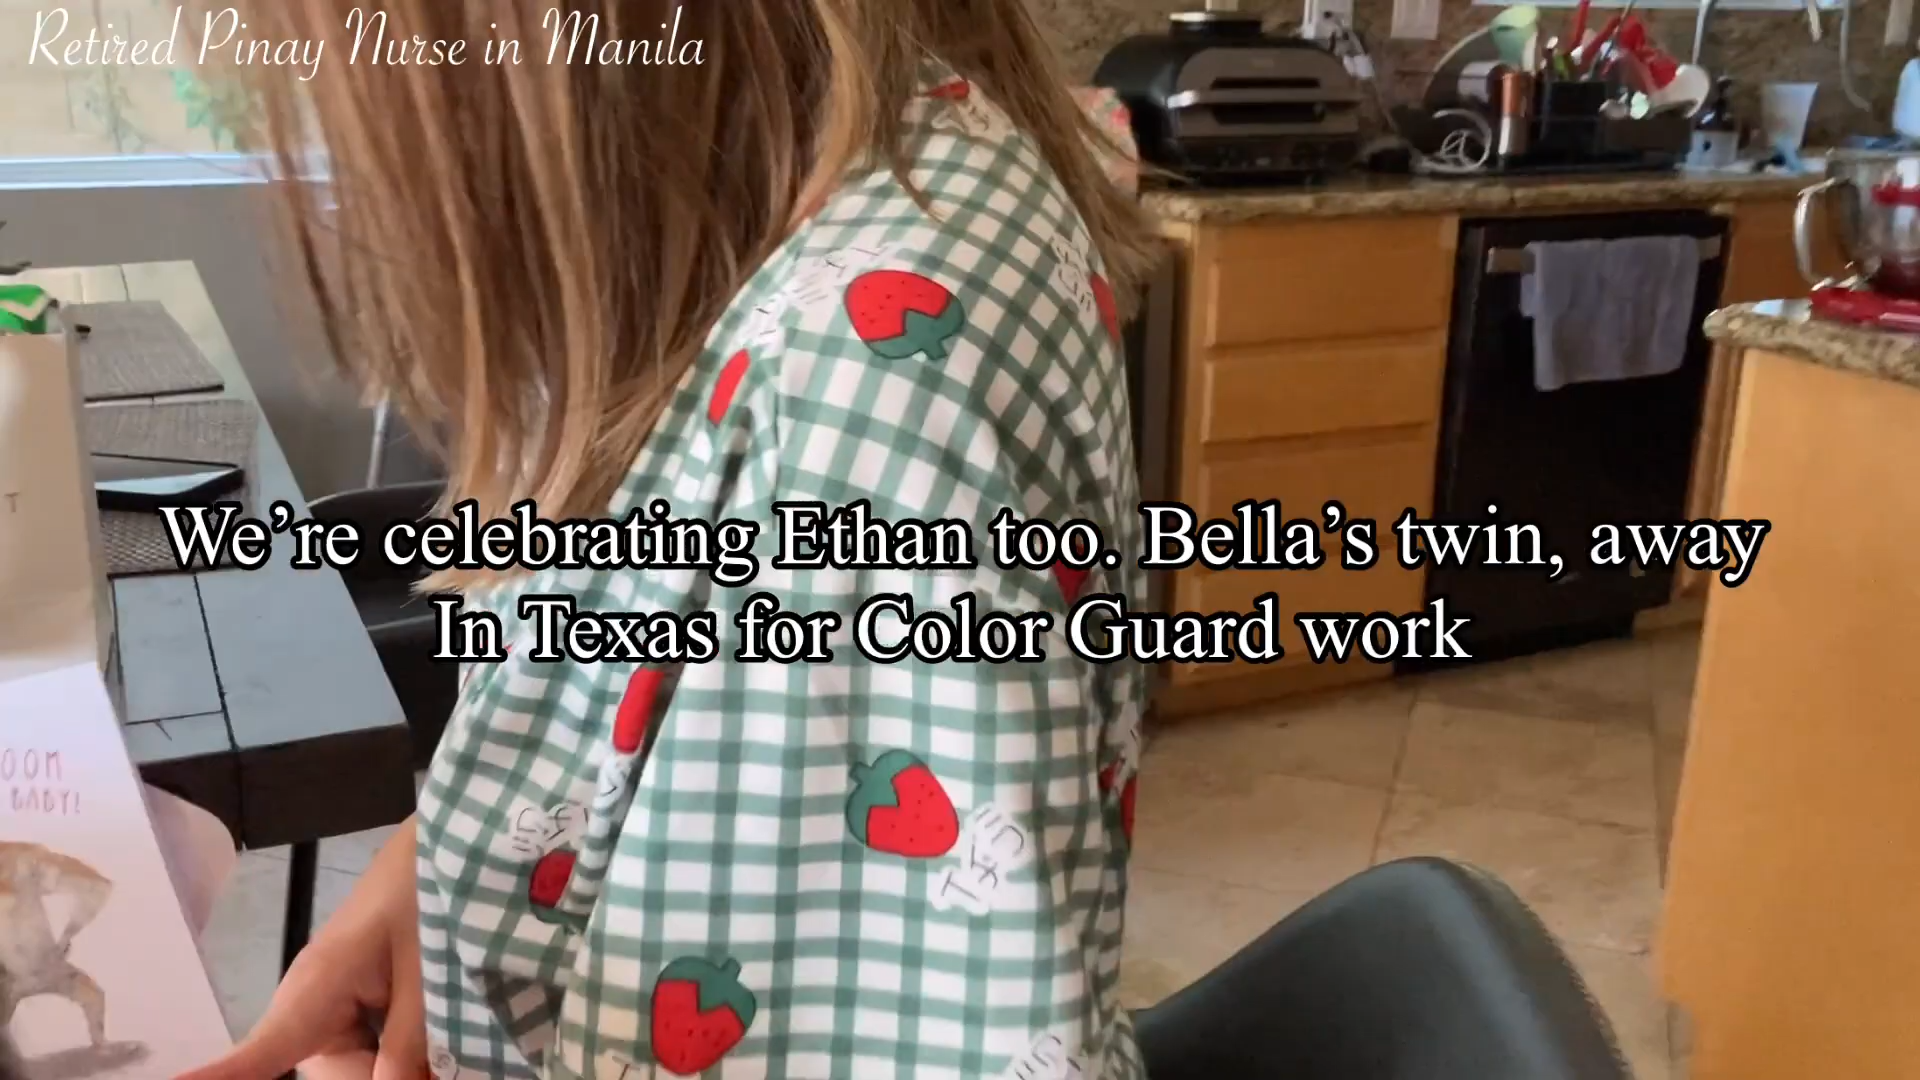 Retired Pinay Nurse in Manila
We’re celebrating Ethan too. Bella’s twin, away
In Texas for Color Guard work
T
OOM
BABY!